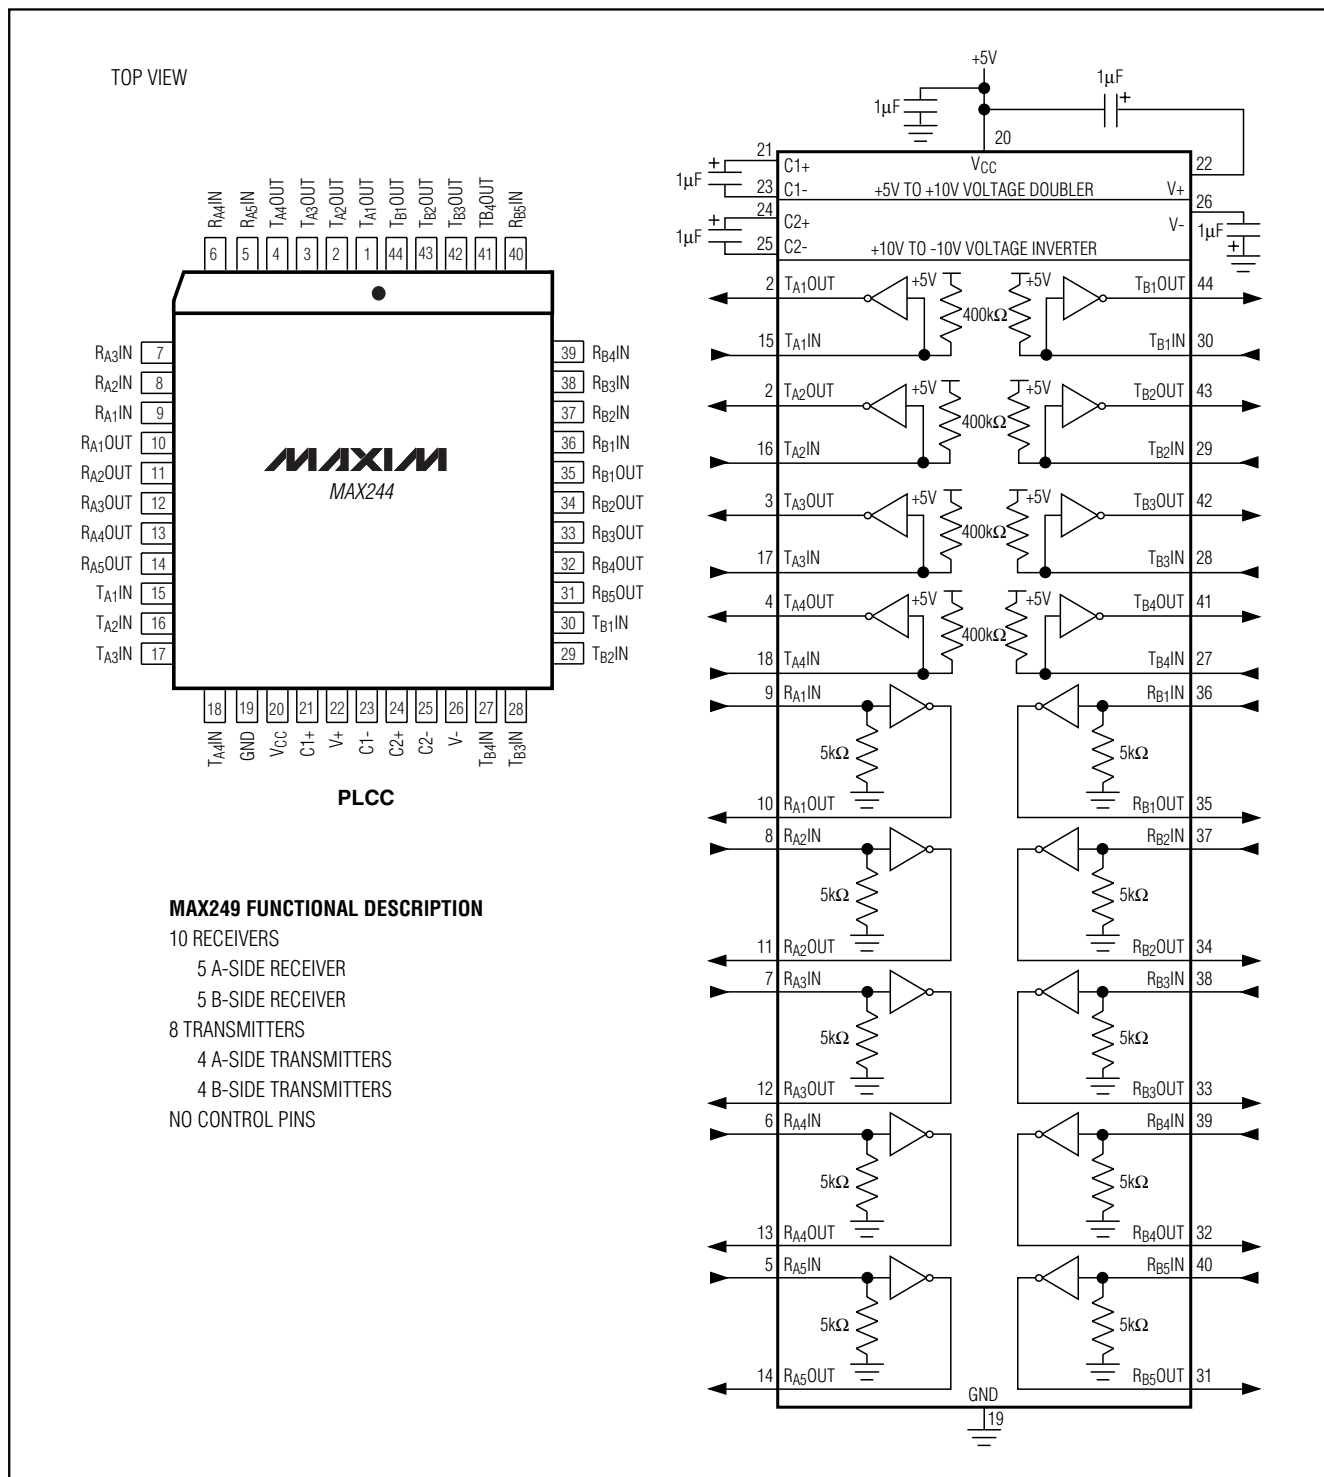 TOP VIEW
RA4IN
RA5IN
TA4OUT
TA3OUT
TA2OUT
TA1OUT
TB1OUT
TB2OUT
TB3OUT
TB4OUT
RB5IN
6 5 4 3 2 1 44 43 42 41 40
RA3IN 7
RA2IN 8
RA1IN 9
RA1OUT 10
RA2OUT 11
RA3OUT 12
RA4OUT 13
RA5OUT 14
TA1IN 15
TA2IN 16
TA3IN 17
MAXIM
MAX244
39 RB4IN
38 RB3IN
37 RB2IN
36 RB1IN
35 RB1OUT
34 RB2OUT
33 RB3OUT
32 RB4OUT
31 RB5OUT
30 TB1IN
29 TB2IN
18 19 20 21 22 23 24 25 26 27 28
TA4IN
GND
VCC
C1+
V+
C1-
C2+
C2-
V-
TB4IN
TB3IN
PLCC
MAX249 FUNCTIONAL DESCRIPTION
10 RECEIVERS
5 A-SIDE RECEIVER
5 B-SIDE RECEIVER
8 TRANSMITTERS
4 A-SIDE TRANSMITTERS
4 B-SIDE TRANSMITTERS
NO CONTROL PINS
+5V
1µF
1µF +
20
21 C1+ VCC 22
+ 1µF
23 C1- +5V TO +10V VOLTAGE DOUBLER V+
24 C2+ 26
+ 1µF V- 1µF +
25 C2- +10V TO -10V VOLTAGE INVERTER
2 TA1OUT +5V +5V TB1OUT 44
400kΩ
15 TA1IN TB1IN 30
2 TA2OUT +5V +5V TB2OUT 43
400kΩ
16 TA2IN TB2IN 29
3 TA3OUT +5V +5V TB3OUT 42
400kΩ
17 TA3IN TB3IN 28
4 TA4OUT +5V +5V TB4OUT 41
400kΩ
18 TA4IN TB4IN 27
9 RA1IN RB1IN 36
5kΩ 5kΩ
10 RA1OUT RB1OUT 35
8 RA2IN RB2IN 37
5kΩ 5kΩ
11 RA2OUT RB2OUT 34
7 RA3IN RB3IN 38
5kΩ 5kΩ
12 RA3OUT RB3OUT 33
6 RA4IN RB4IN 39
5kΩ 5kΩ
13 RA4OUT RB4OUT 32
5 RA5IN RB5IN 40
5kΩ 5kΩ
14 RA5OUT RB5OUT 31
GND
19